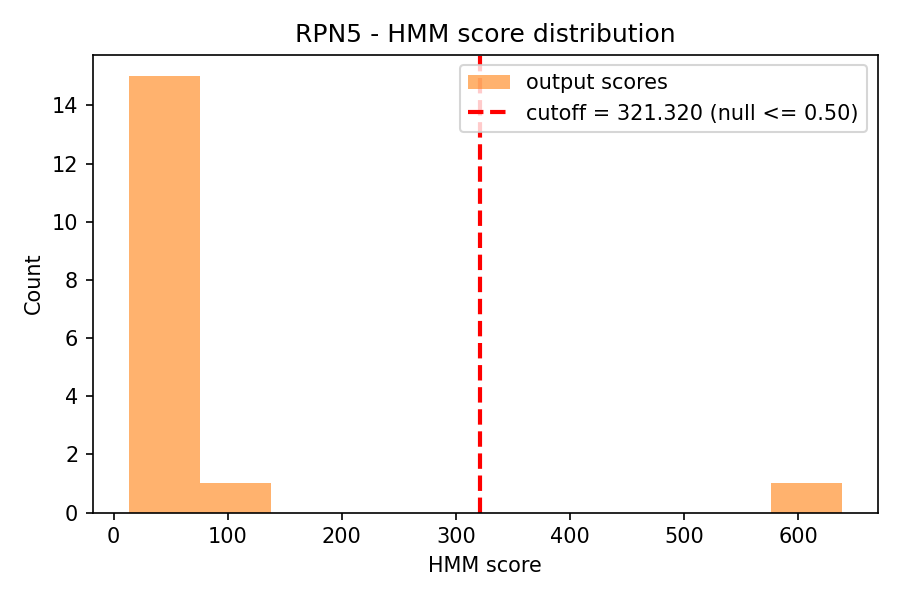 RPN5 - HMM score distribution
output scores
cutoff = 321.320 (null <= 0.50)
Count
14
12
10
8
6
4
2
0
0 100 200 300 400 500 600
HMM score